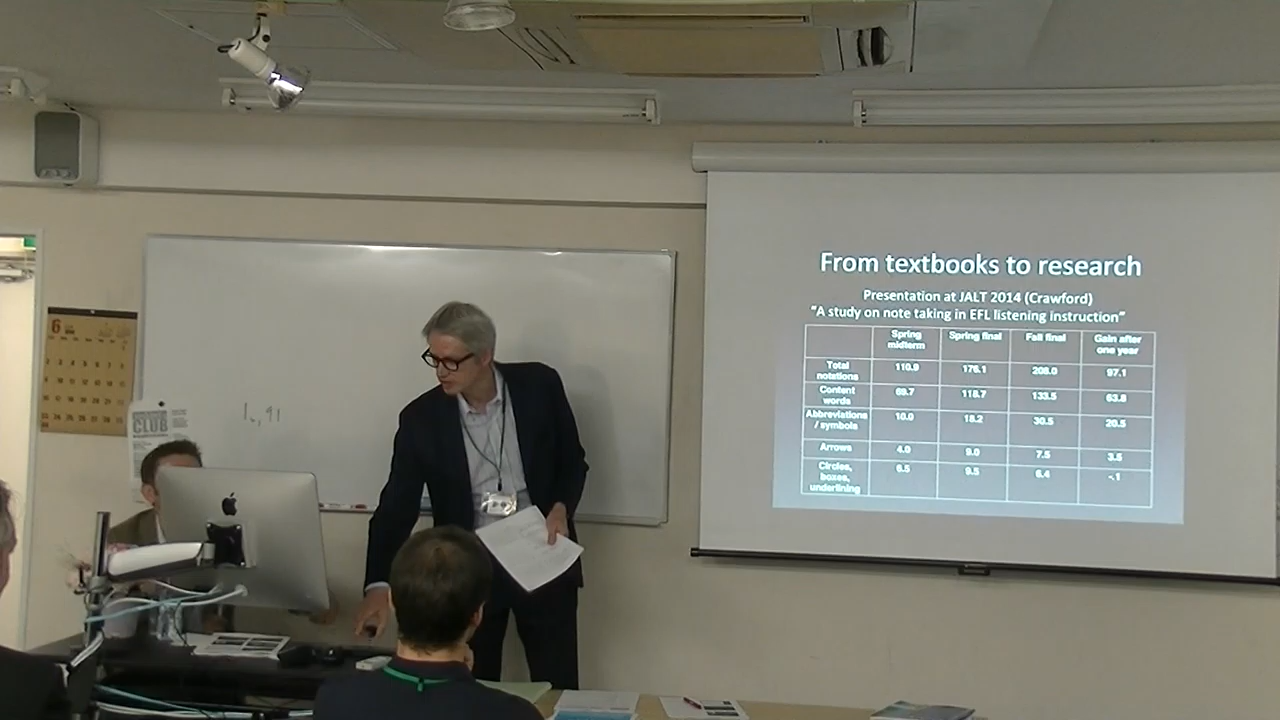 From textbooks to research
Presentation at JALT 2014 (Crawford)
"A study on note taking in EFL listening instruction"
Spring midterm Spring final Fall final Gain after one year
Total notations 110.9 176.1 208.0 97.1
Content words 69.7 118.7 133.5 63.8
Abbreviations / symbols 10.0 18.2 30.5 20.5
Arrows 4.0 9.0 7.5 3.5
Circles, boxes, underlining 6.5 9.5 6.4 -.1
6
CLUB